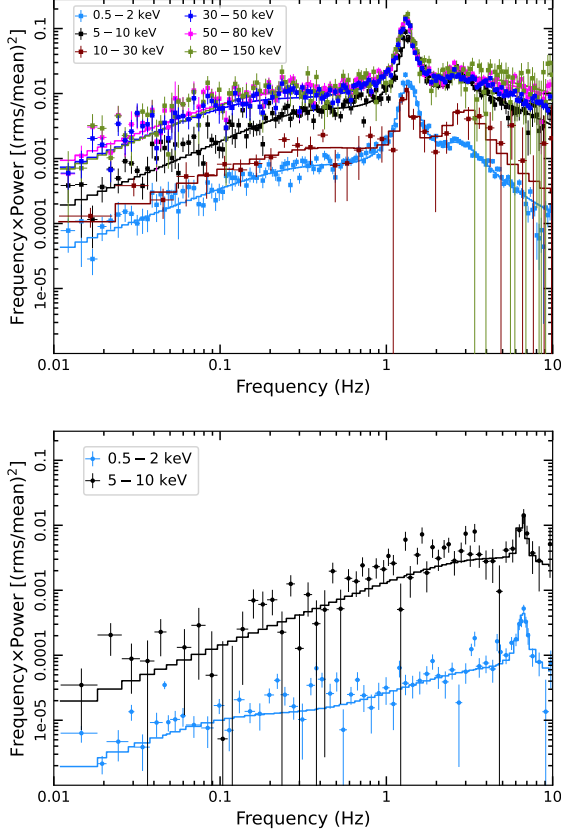 0.5 − 2 keV 30 − 50 keV
5 − 10 keV 50 − 80 keV
10 − 30 keV 80 − 150 keV
Frequency×Power [(rms/mean)²]
0.1
0.01
0.001
0.0001
1e-05
0.01 0.1 1 10
Frequency (Hz)
0.5 − 2 keV
5 − 10 keV
Frequency×Power [(rms/mean)²]
0.1
0.01
0.001
0.0001
1e-05
0.01 0.1 1 10
Frequency (Hz)